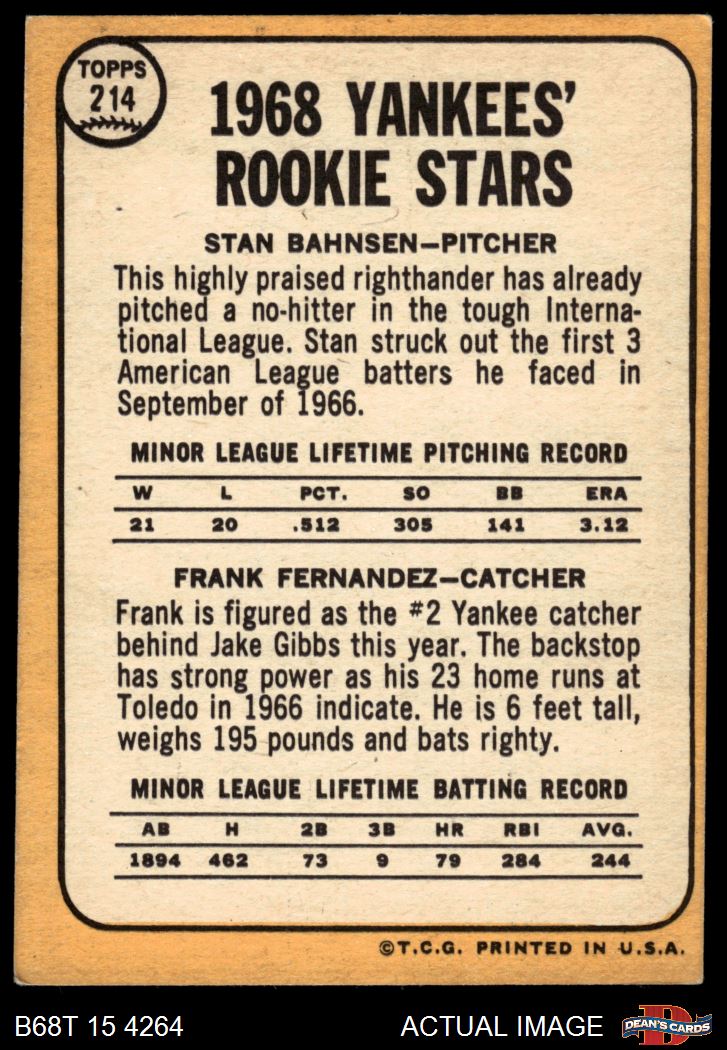 TOPPS
214
1968 YANKEES'
ROOKIE STARS
STAN BAHNSEN—PITCHER
This highly praised righthander has already
pitched a no-hitter in the tough Interna-
tional League. Stan struck out the first 3
American League batters he faced in
September of 1966.
MINOR LEAGUE LIFETIME PITCHING RECORD
W L PCT. SO BB ERA
21 20 .512 305 141 3.12
FRANK FERNANDEZ—CATCHER
Frank is figured as the #2 Yankee catcher
behind Jake Gibbs this year. The backstop
has strong power as his 23 home runs at
Toledo in 1966 indicate. He is 6 feet tall,
weighs 195 pounds and bats righty.
MINOR LEAGUE LIFETIME BATTING RECORD
AB H 2B 3B HR RBI AVG.
1894 462 73 9 79 284 244
©T.C.G. PRINTED IN U.S.A.
B68T 15 4264 ACTUAL IMAGE DEAN'S CARDS